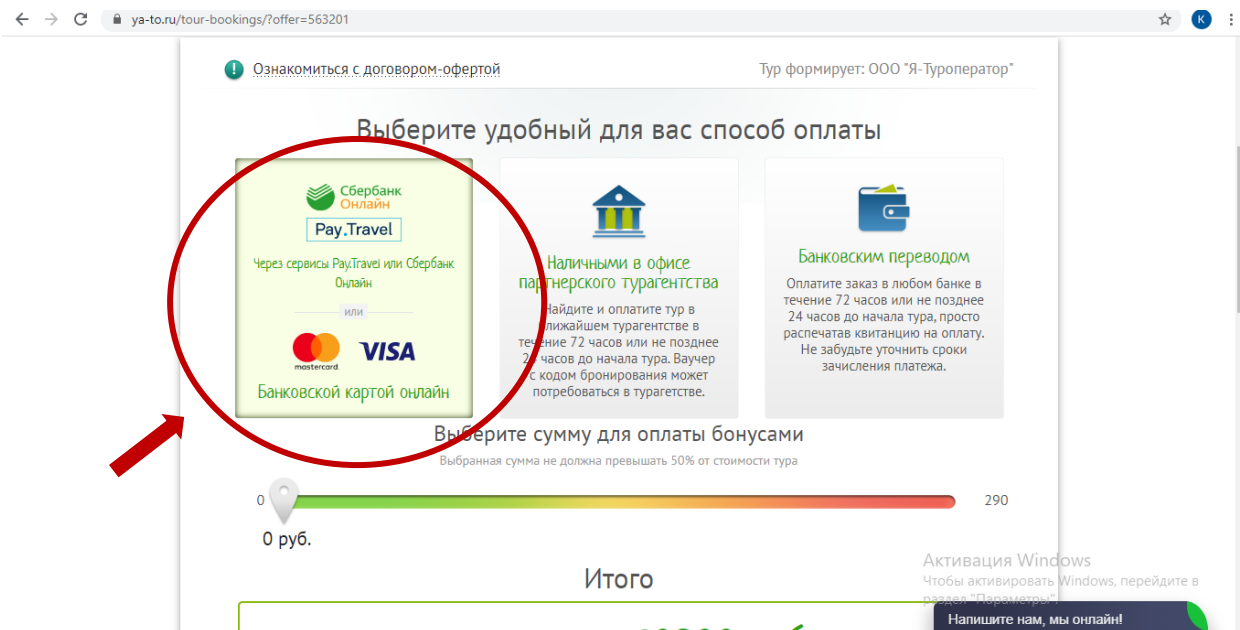 ya-to.ru/tour-bookings/?offer=563201
K
Ознакомиться с договором-офертой
Тур формирует: ООО "Я-Туроператор"
Выберите удобный для вас способ оплаты
Сбербанк
Онлайн
Pay.Travel
Через сервисы Pay.Travel или Сбербанк
Онлайн
или
mastercard
VISA
Банковской картой онлайн
Наличными в офисе
партнерского турагентства
Найдите и оплатите тур в
ближайшем турагентстве в
течение 72 часов или не позднее
24 часов до начала тура. Ваучер
с кодом бронирования может
потребоваться в турагетстве.
Банковским переводом
Оплатите заказ в любом банке в
течение 72 часов или не позднее
24 часов до начала тура, просто
распечатав квитанцию на оплату.
Не забудьте уточнить сроки
зачисления платежа.
Выберите сумму для оплаты бонусами
Выбранная сумма не должна превышать 50% от стоимости тура
0
290
0 руб.
Итого
Активация Windows
Чтобы активировать Windows, перейдите в
раздел "Параметры".
Напишите нам, мы онлайн!